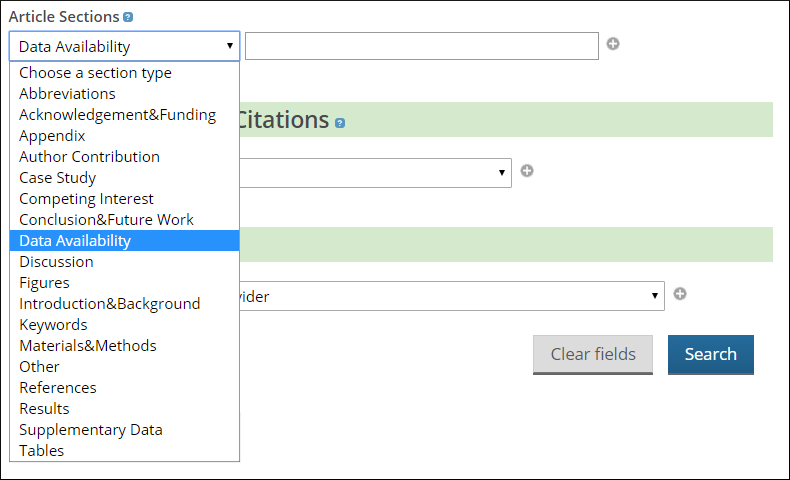 Article Sections ?
Data Availability
Choose a section type
Abbreviations
Acknowledgement&Funding
Appendix
Citations ?
Author Contribution
Case Study
Competing Interest
Conclusion&Future Work
Data Availability
Discussion
Figures
vider
Introduction&Background
Keywords
Materials&Methods
Clear fields Search
Other
References
Results
Supplementary Data
Tables